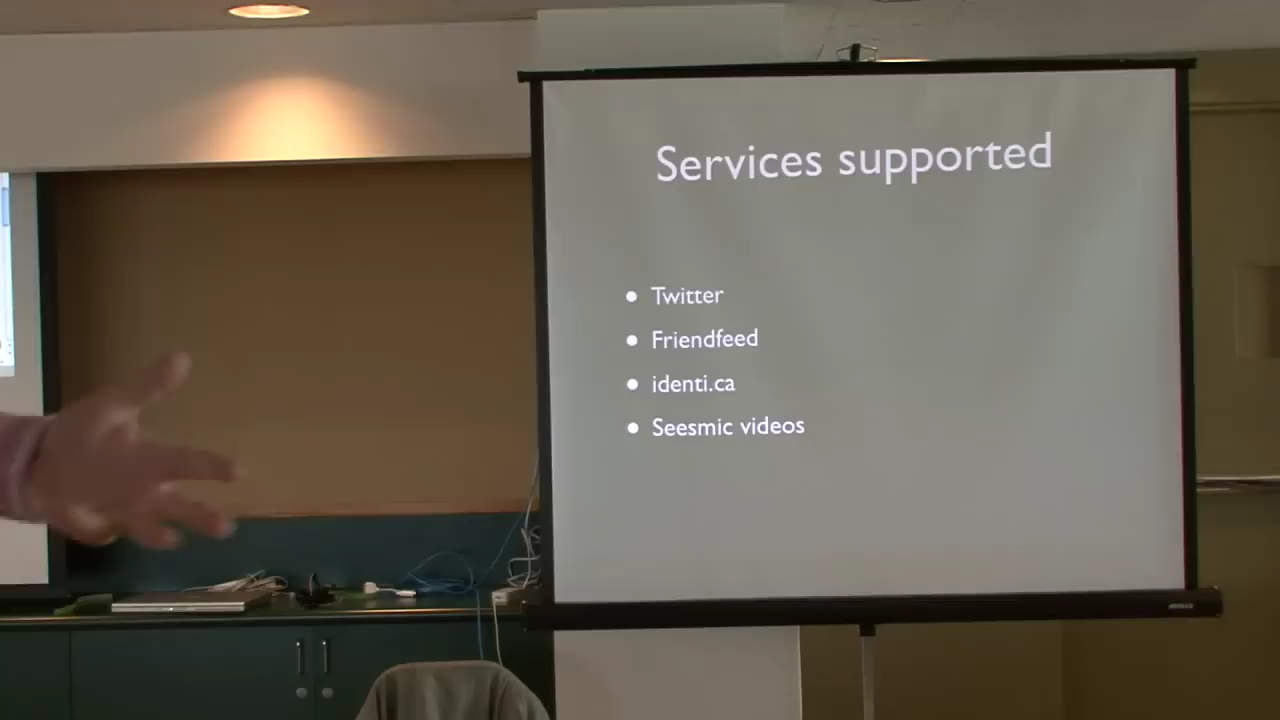 Services supported
• Twitter
• Friendfeed
• identi.ca
• Seesmic videos